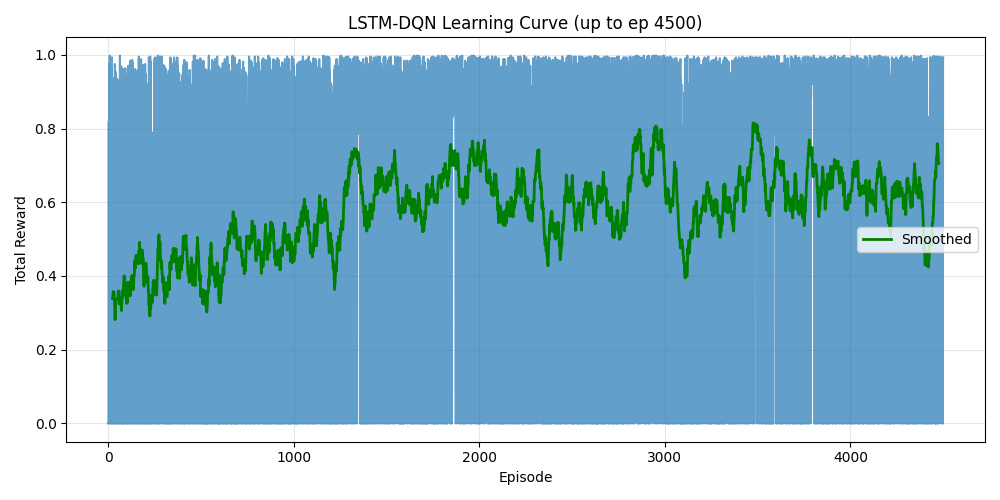 LSTM-DQN Learning Curve (up to ep 4500)
1.0
0.8
0.6
0.4
0.2
0.0
Total Reward
Smoothed
0 1000 2000 3000 4000
Episode